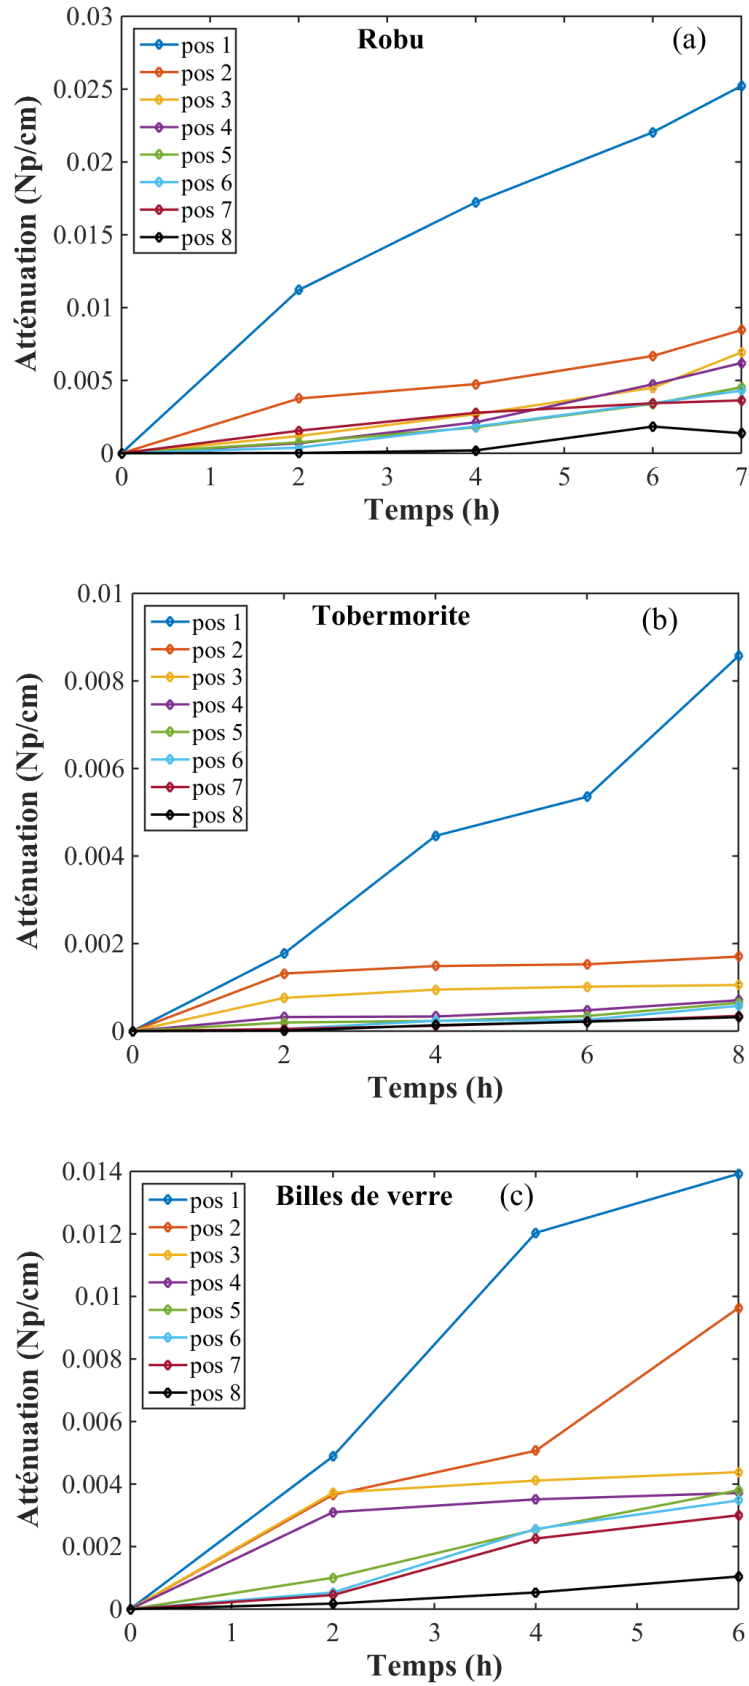 Robu
(a)
pos 1
pos 2
pos 3
pos 4
pos 5
pos 6
pos 7
pos 8
Atténuation (Np/cm)
0.03
0.025
0.02
0.015
0.01
0.005
0
0 1 2 3 4 5 6 7
Temps (h)
Tobermorite
(b)
pos 1
pos 2
pos 3
pos 4
pos 5
pos 6
pos 7
pos 8
Atténuation (Np/cm)
0.01
0.008
0.006
0.004
0.002
0
0 2 4 6 8
Temps (h)
Billes de verre
(c)
pos 1
pos 2
pos 3
pos 4
pos 5
pos 6
pos 7
pos 8
Atténuation (Np/cm)
0.014
0.012
0.01
0.008
0.006
0.004
0.002
0
0 1 2 3 4 5 6
Temps (h)